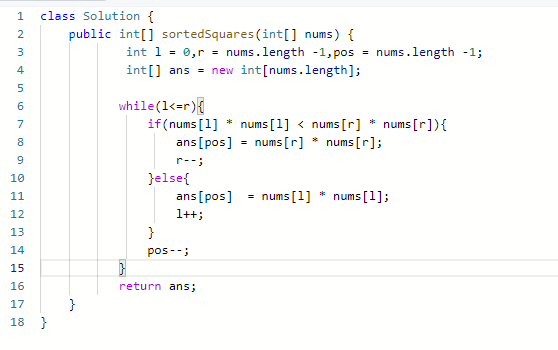 1 class Solution {
2     public int[] sortedSquares(int[] nums) {
3             int l = 0,r = nums.length -1,pos = nums.length -1;
4             int[] ans = new int[nums.length];
5
6            while(l<=r){
7                if(nums[l] * nums[l] < nums[r] * nums[r]){
8                    ans[pos] = nums[r] * nums[r];
9                    r--;
10                }else{
11                    ans[pos]  = nums[l] * nums[l];
12                    l++;
13                }
14                pos--;
15            }
16            return ans;
17     }
18 }